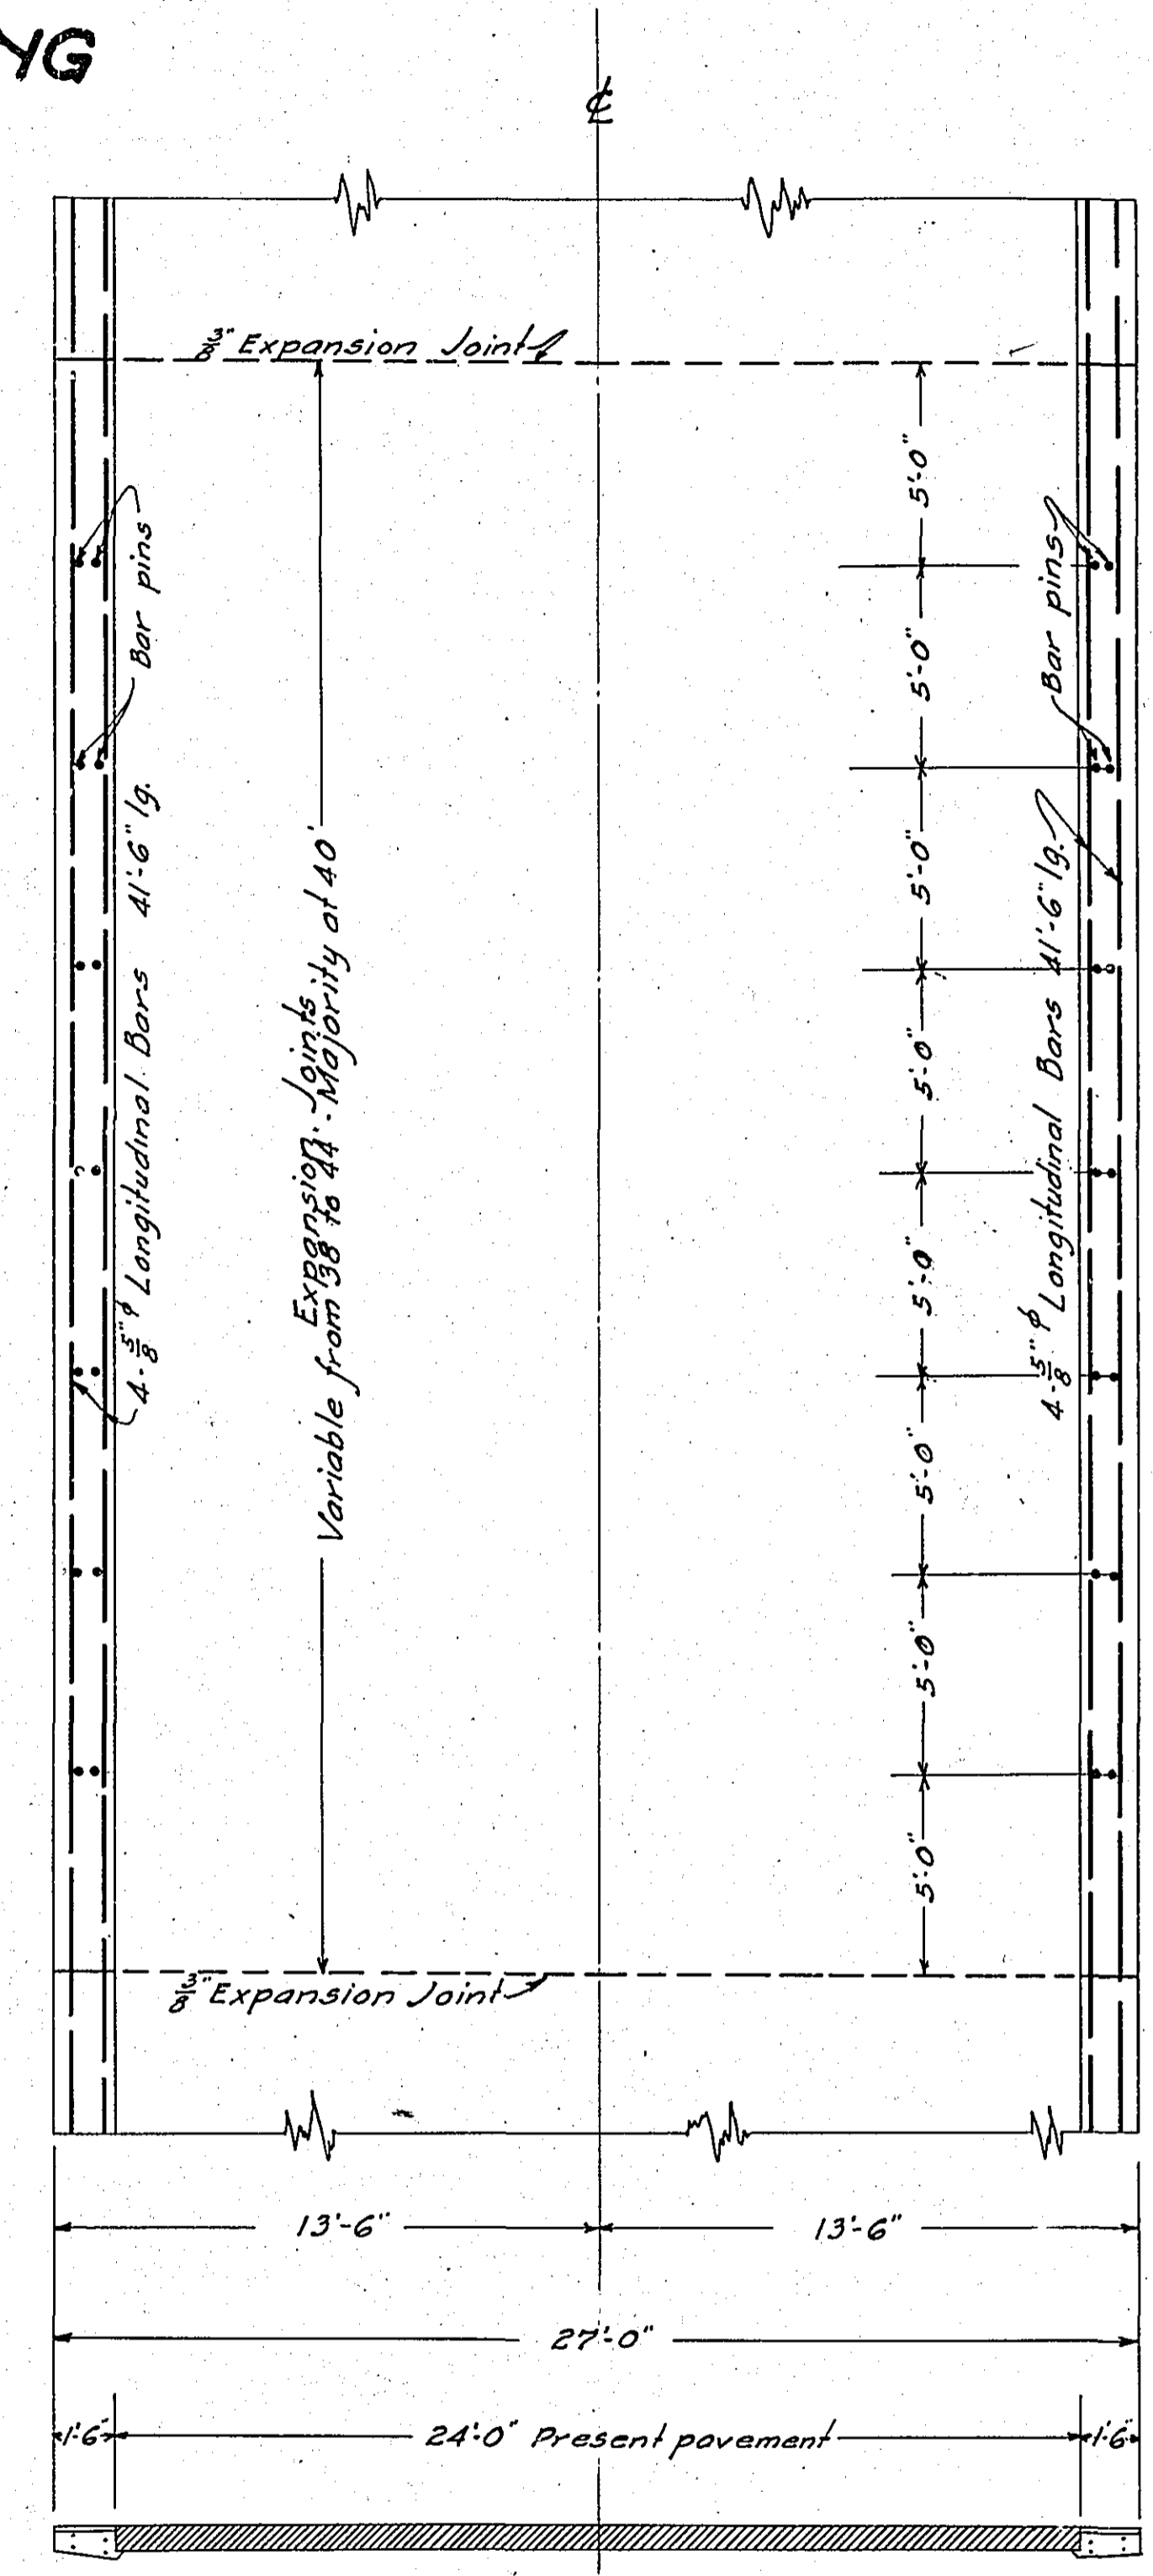 YG
℄
3/8" Expansion Joint
Bar pins
4-5/8" ϕ Longitudinal Bars 41'-6" lg.
Expansion Joints
Variable from 38' to 44' - Majority at 40'
5'-0"
5'-0"
5'-0"
5'-0"
5'-0"
5'-0"
5'-0"
5'-0"
Bar pins
4-5/8" ϕ Longitudinal Bars 41'-6" lg.
3/8" Expansion Joint
13'-6" 13'-6"
27'-0"
1'-6" 24'-0" Present pavement 1'-6"